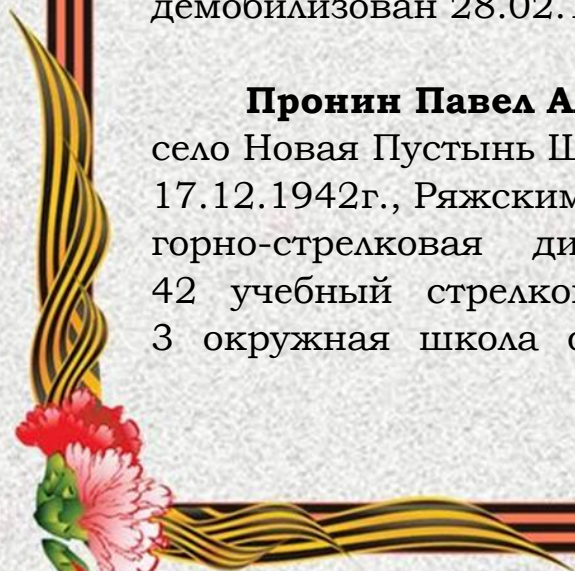 демобилизован 28.02.1
Пронин Павел А
село Новая Пустынь Ш
17.12.1942г., Ряжским
горно-стрелковая ди
42 учебный стрелко
3 окружная школа